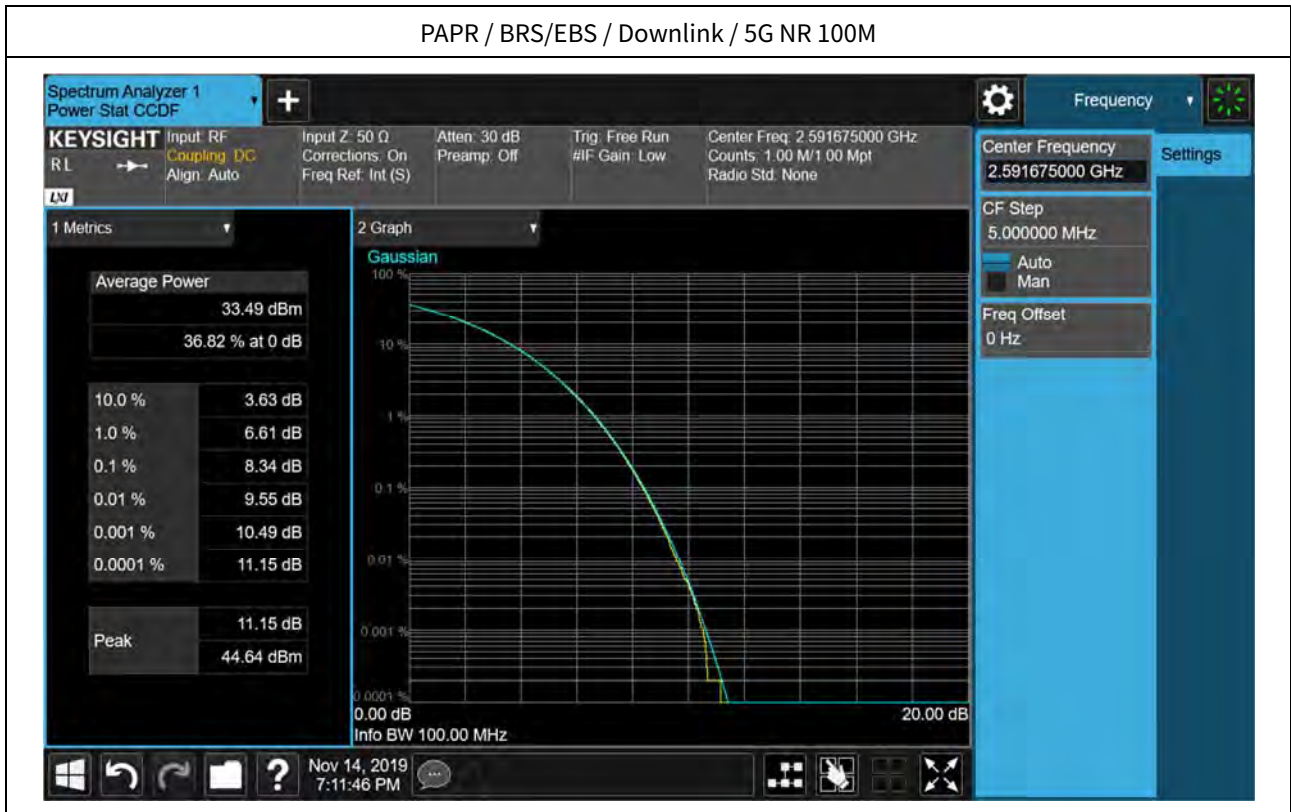 PAPR / BRS/EBS / Downlink / 5G NR 100M
Spectrum Analyzer 1
Power Stat CCDF
Frequency
KEYSIGHT
R L
LXI
Input: RF
Coupling: DC
Align: Auto
Input Z: 50 Ω
Corrections: On
Freq Ref: Int (S)
Atten: 30 dB
Preamp: Off
Trig: Free Run
#IF Gain: Low
Center Freq: 2.591675000 GHz
Counts: 1.00 M/1.00 Mpt
Radio Std: None
Center Frequency
2.591675000 GHz
Settings
CF Step
5.000000 MHz
Auto
Man
Freq Offset
0 Hz
1 Metrics
Average Power
33.49 dBm
36.82 % at 0 dB
10.0 % 3.63 dB
1.0 % 6.61 dB
0.1 % 8.34 dB
0.01 % 9.55 dB
0.001 % 10.49 dB
0.0001 % 11.15 dB
Peak
11.15 dB
44.64 dBm
2 Graph
Gaussian
100 %
10 %
1 %
0.1 %
0.01 %
0.001 %
0.0001 %
0.00 dB
20.00 dB
Info BW 100.00 MHz
?
Nov 14, 2019
7:11:46 PM